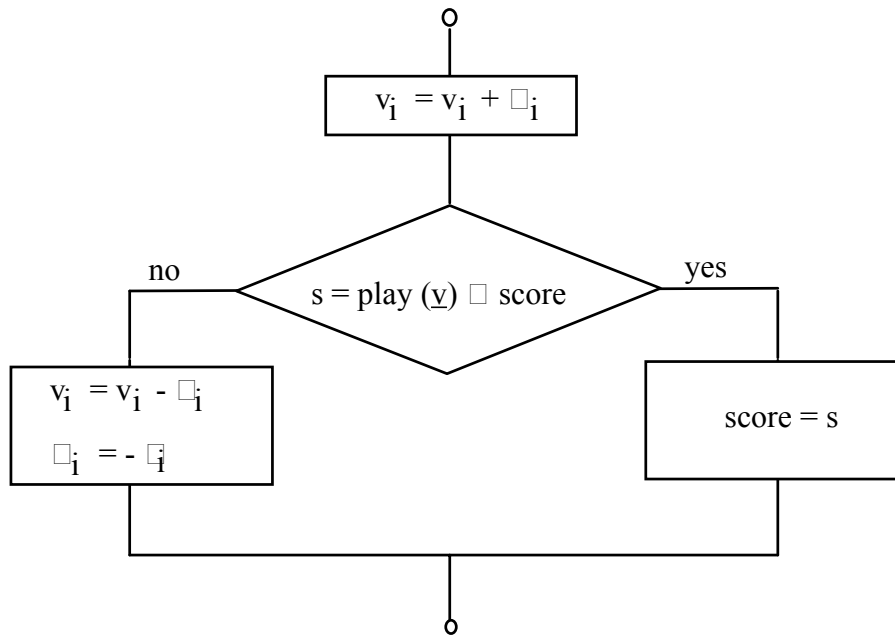 vᵢ = vᵢ + □ᵢ
no
yes
s = play (v) □ score
vᵢ = vᵢ - □ᵢ
□ᵢ = - □ᵢ
score = s